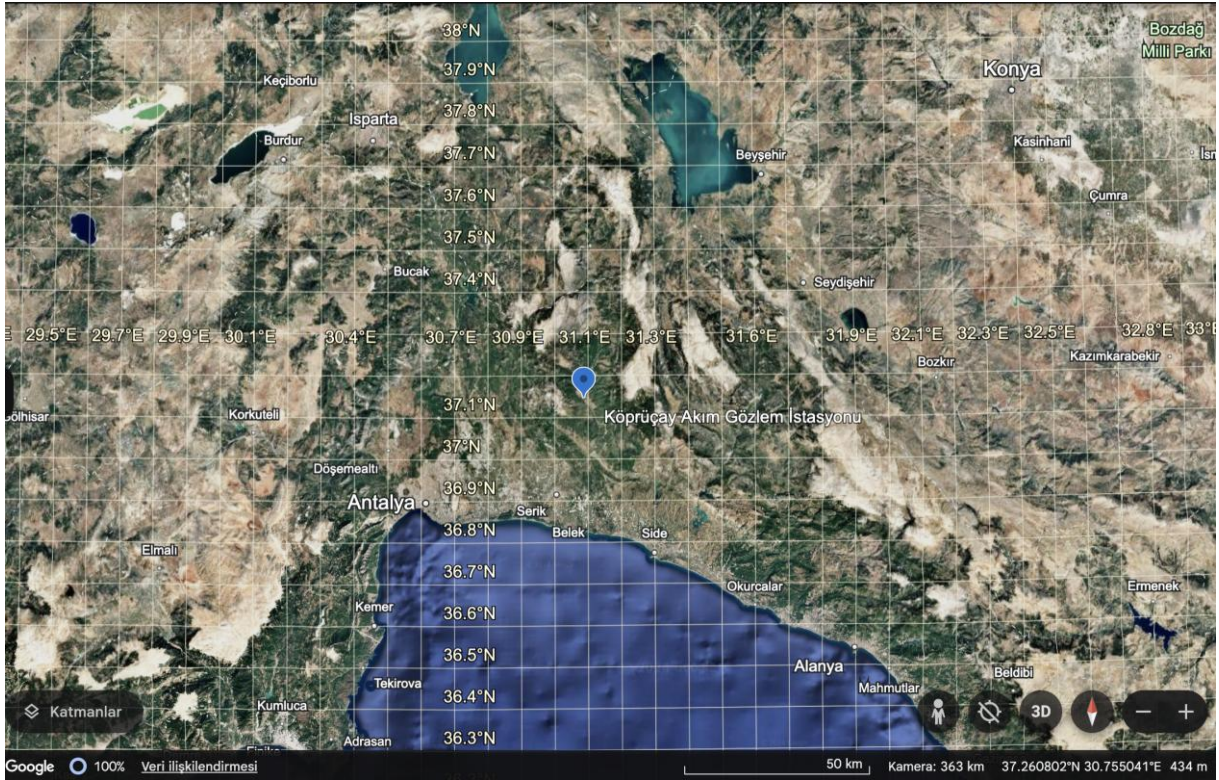 38°N
Bozdağ
Milli Parkı
37.9°N
Konya
Keçiborlu
37.8°N
Isparta
Burdur
Kaşınhanı
37.7°N
Beyşehir
37.6°N
Çumra
37.5°N
Bucak
37.4°N
Seydişehir
29.5°E 29.7°E 29.9°E 30.1°E 30.4°E 30.7°E 30.9°E 31.1°E 31.3°E 31.6°E 31.9°E 32.1°E 32.3°E 32.5°E 32.8°E 33°E
Bozkır
Kazımkarabekir
37.1°N
Korkuteli
Köprüçay Akım Gözlem İstasyonu
37°N
Döşemealtı
36.9°N
Antalya
Serik
36.8°N
Belek
Side
Elmalı
36.7°N
Okurcalar
Ermenek
Kemer
36.6°N
36.5°N
Alanya
Beldibi
Tekirova
Mahmutlar
36.4°N
Katmanlar
Kumluca
3D
36.3°N
Adrasan
Google
100%
Veri ilişkilendirmesi
50 km
Kamera: 363 km
37.260802°N 30.755041°E
434 m